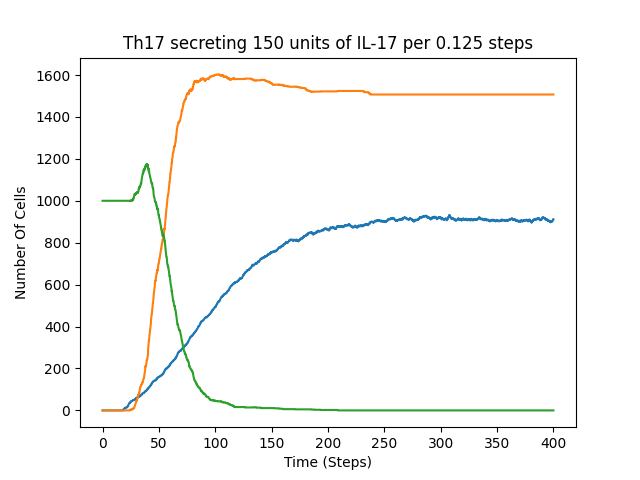 Th17 secreting 150 units of IL-17 per 0.125 steps
1600
1400
1200
1000
800
600
400
200
0
Number Of Cells
0 50 100 150 200 250 300 350 400
Time (Steps)